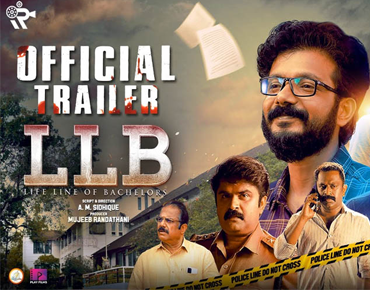 OFFICIAL
TRAILER
LLB
LIFE LINE OF BACHELORS
SCRIPT & DIRECTION
A. M. SIDHIQUE
PRODUCER
MUJEEB RANDATHANI
POLICE LINE DO NOT CROSS
POLICE LINE DO NOT CROSS